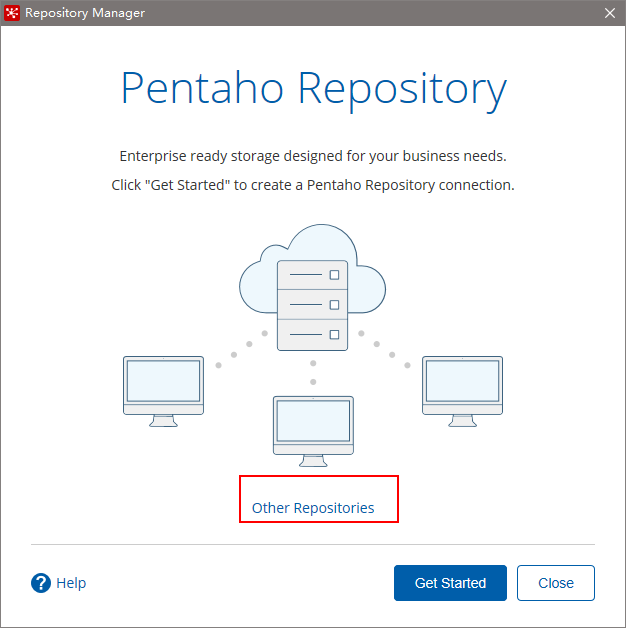 Repository Manager
Pentaho Repository
Enterprise ready storage designed for your business needs.
Click "Get Started" to create a Pentaho Repository connection.
Other Repositories
? Help
Get Started
Close